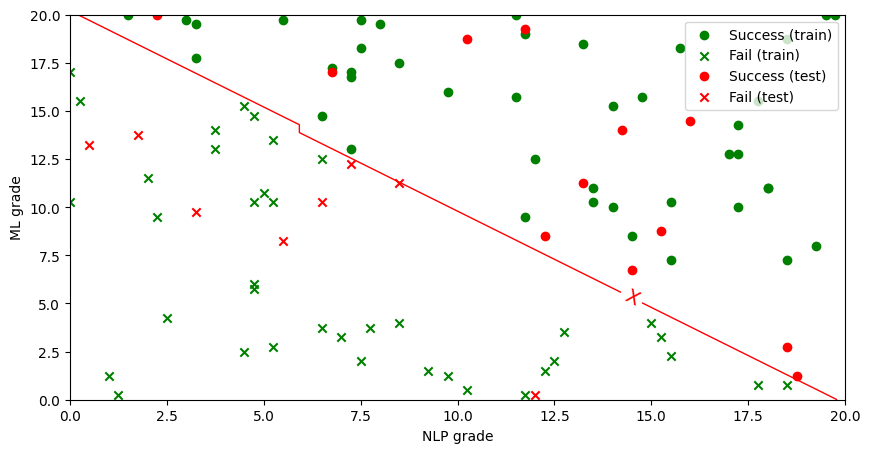 20.0
17.5
15.0
12.5
10.0
7.5
5.0
2.5
0.0
ML grade
Success (train)
Fail (train)
Success (test)
Fail (test)
X
0.0 2.5 5.0 7.5 10.0 12.5 15.0 17.5 20.0
NLP grade